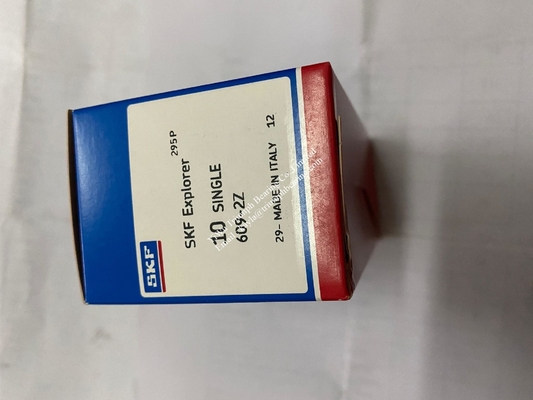 SKF
295P
SKF Explorer
10 SINGLE
609-2Z
29- MADE IN ITALY 12